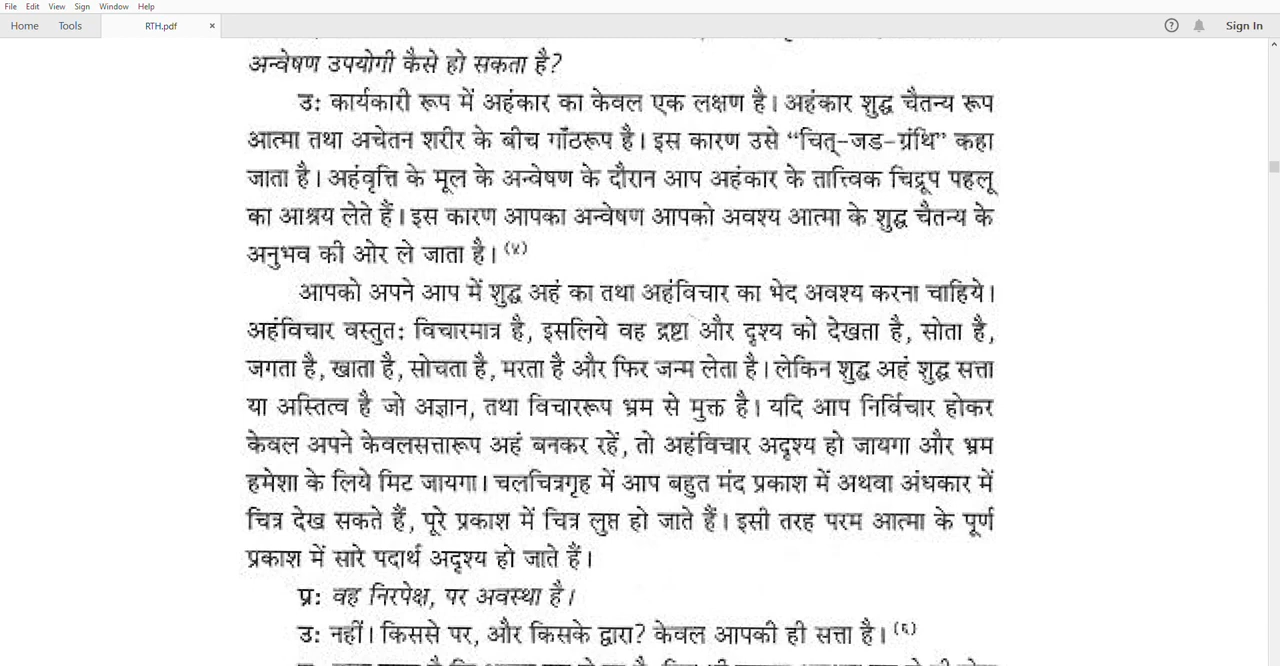 File Edit View Sign Window Help
Home Tools RTH.pdf × ? Sign In
अन्वेषण उपयोगी कैसे हो सकता है?
उ: कार्यकारी रूप में अहंकार का केवल एक लक्षण है। अहंकार शुद्ध चैतन्य रूप
आत्मा तथा अचेतन शरीर के बीच गाँठरूप है। इस कारण उसे “चित्-जड-ग्रंथि” कहा
जाता है। अहंवृत्ति के मूल के अन्वेषण के दौरान आप अहंकार के तात्त्विक चिद्रूप पहलू
का आश्रय लेते हैं। इस कारण आपका अन्वेषण आपको अवश्य आत्मा के शुद्ध चैतन्य के
अनुभव की ओर ले जाता है। (४)
आपको अपने आप में शुद्ध अहं का तथा अहंविचार का भेद अवश्य करना चाहिये।
अहंविचार वस्तुत: विचारमात्र है, इसलिये वह द्रष्टा और दृश्य को देखता है, सोता है,
जगता है, खाता है, सोचता है, मरता है और फिर जन्म लेता है। लेकिन शुद्ध अहं शुद्ध सत्ता
या अस्तित्व है जो अज्ञान, तथा विचाररूप भ्रम से मुक्त है। यदि आप निर्विचार होकर
केवल अपने केवलसत्तारूप अहं बनकर रहें, तो अहंविचार अदृश्य हो जायगा और भ्रम
हमेशा के लिये मिट जायगा। चलचित्रगृह में आप बहुत मंद प्रकाश में अथवा अंधकार में
चित्र देख सकते हैं, पूरे प्रकाश में चित्र लुप्त हो जाते हैं। इसी तरह परम आत्मा के पूर्ण
प्रकाश में सारे पदार्थ अदृश्य हो जाते हैं।
प्र: वह निरपेक्ष, पर अवस्था है।
उ: नहीं। किससे पर, और किसके द्वारा? केवल आपकी ही सत्ता है।